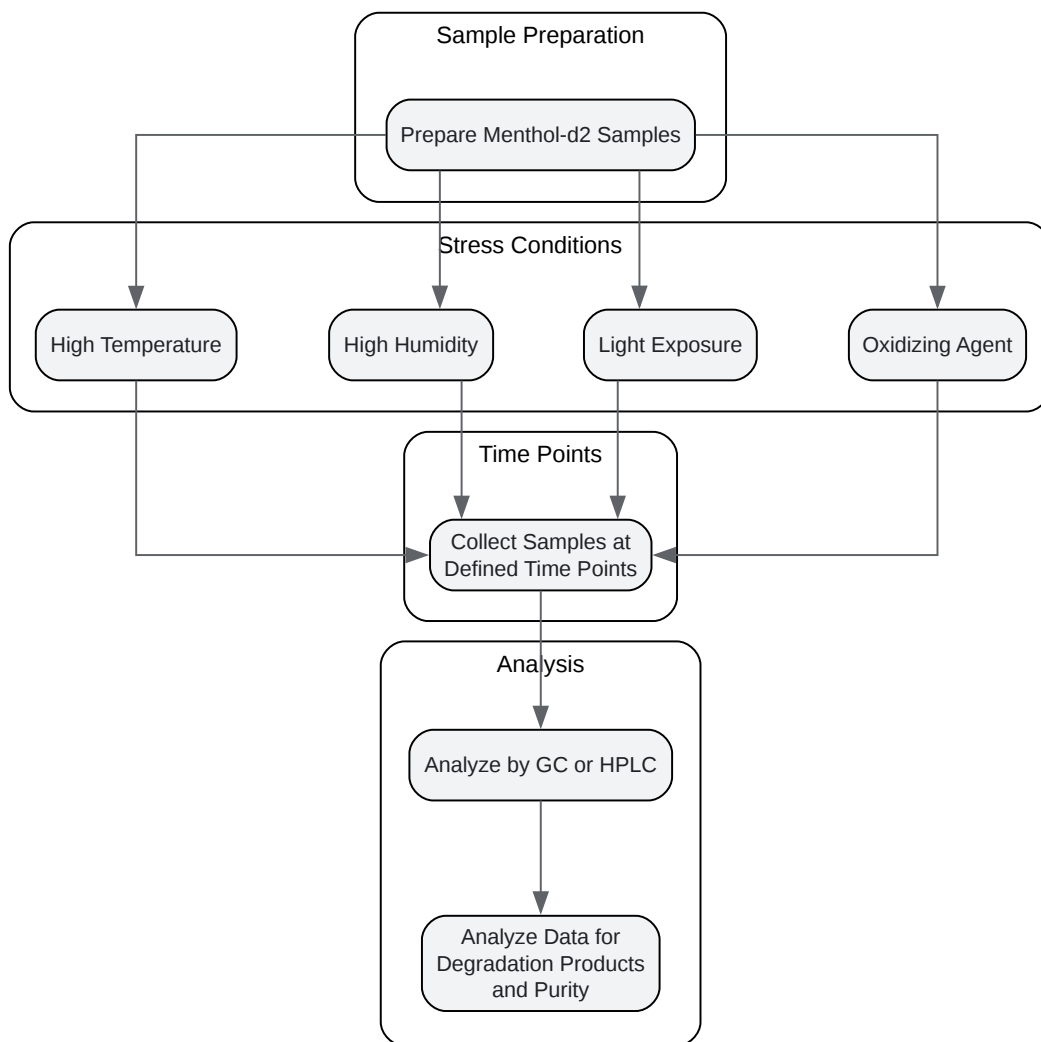 Sample Preparation
Prepare Menthol-d2 Samples
Stress Conditions
High Temperature
High Humidity
Light Exposure
Oxidizing Agent
Time Points
Collect Samples at
Defined Time Points
Analysis
Analyze by GC or HPLC
Analyze Data for
Degradation Products
and Purity